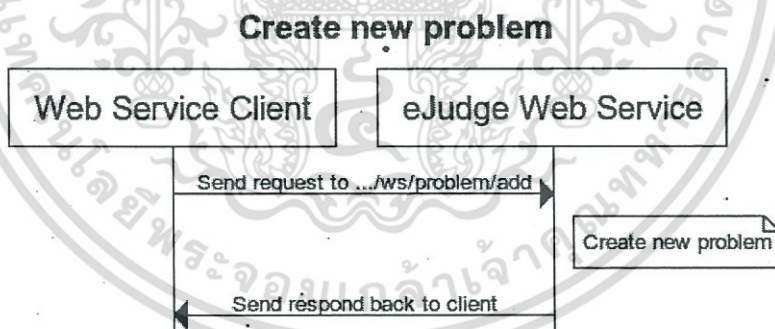 Create new problem
Web Service Client
eJudge Web Service
Send request to .../ws/problem/add
Create new problem
Send respond back to client